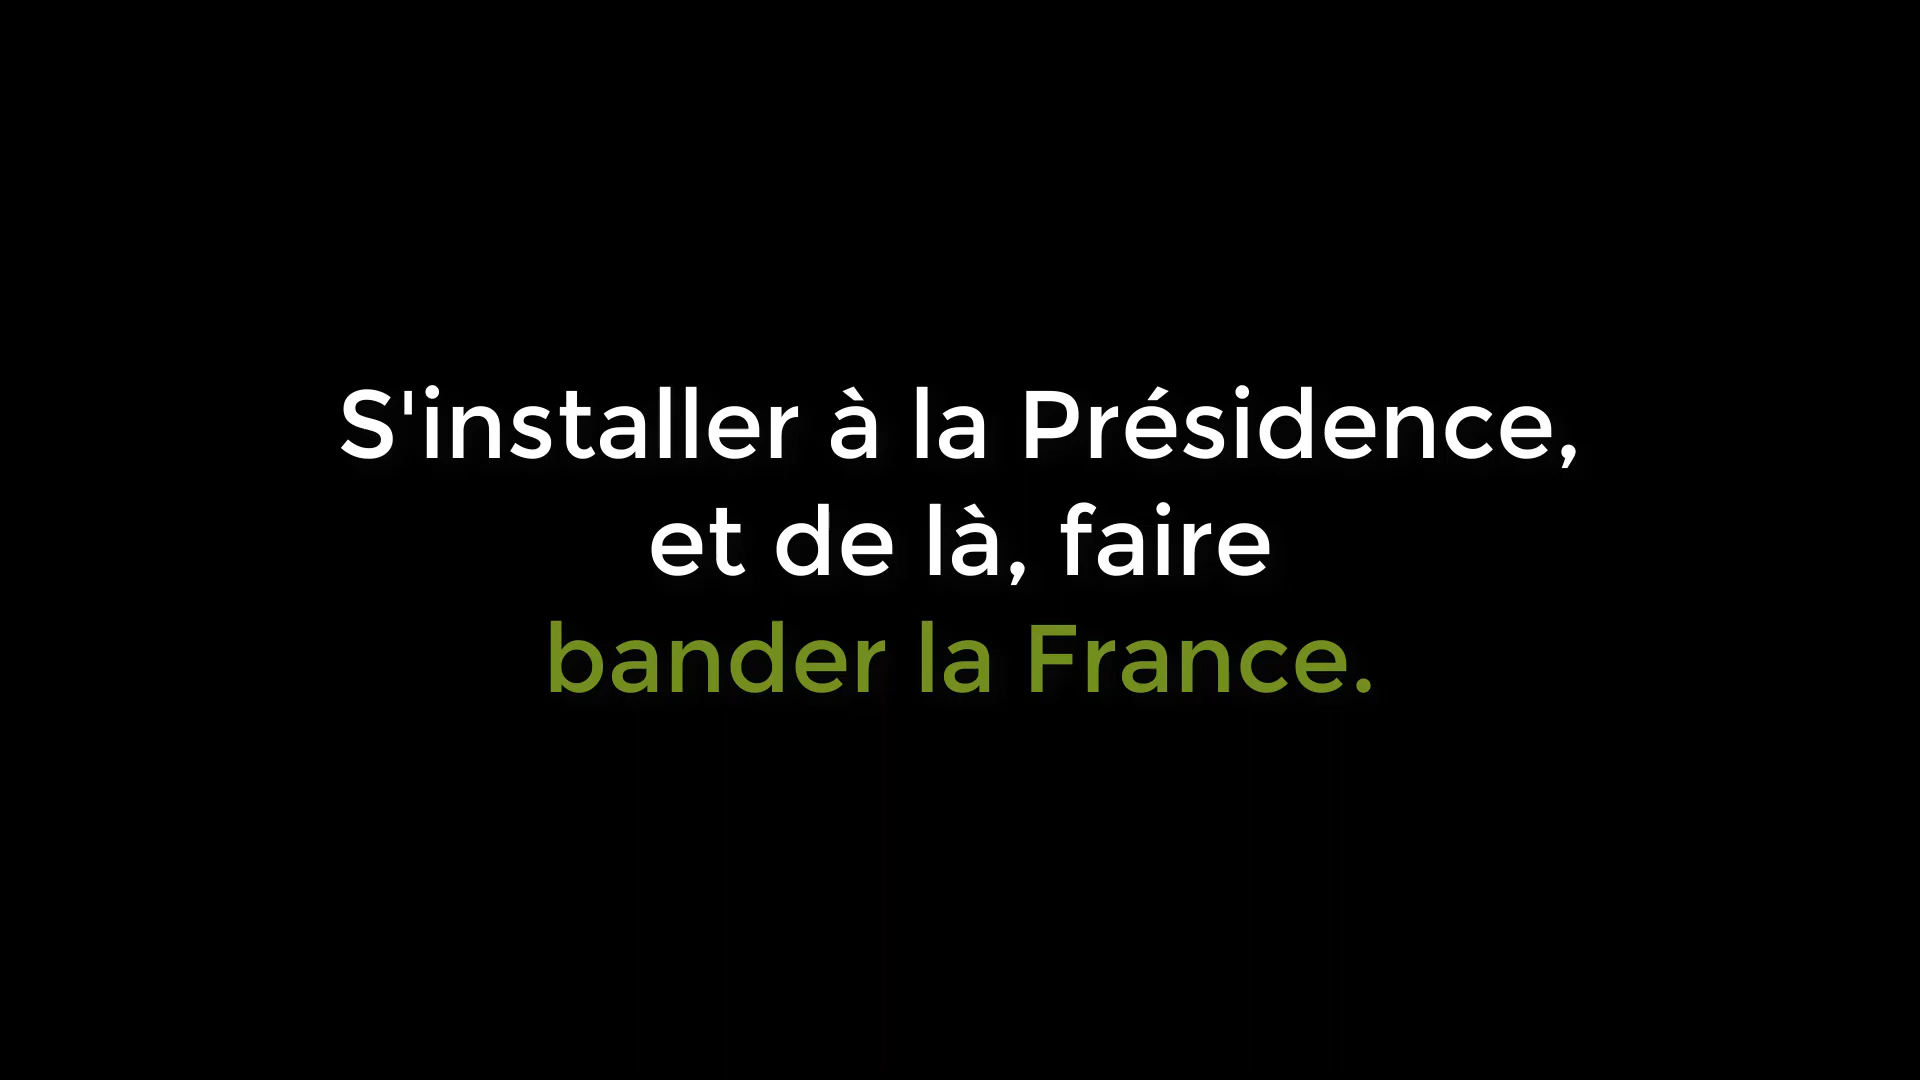 S'installer à la Présidence,
et de là, faire
bander la France.